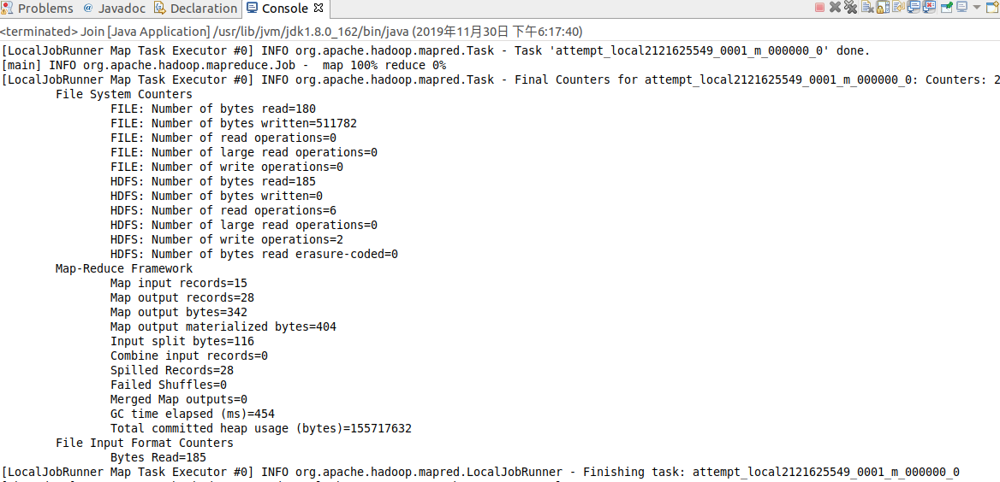 Problems @ Javadoc Declaration Console
<terminated> Join [Java Application] /usr/lib/jvm/jdk1.8.0_162/bin/java (2019年11月30日 下午6:17:40)
[LocalJobRunner Map Task Executor #0] INFO org.apache.hadoop.mapred.Task - Task 'attempt_local2121625549_0001_m_000000_0' done.
[main] INFO org.apache.hadoop.mapreduce.Job -  map 100% reduce 0%
[LocalJobRunner Map Task Executor #0] INFO org.apache.hadoop.mapred.Task - Final Counters for attempt_local2121625549_0001_m_000000_0: Counters: 2
File System Counters
FILE: Number of bytes read=180
FILE: Number of bytes written=511782
FILE: Number of read operations=0
FILE: Number of large read operations=0
FILE: Number of write operations=0
HDFS: Number of bytes read=185
HDFS: Number of bytes written=0
HDFS: Number of read operations=6
HDFS: Number of large read operations=0
HDFS: Number of write operations=2
HDFS: Number of bytes read erasure-coded=0
Map-Reduce Framework
Map input records=15
Map output records=28
Map output bytes=342
Map output materialized bytes=404
Input split bytes=116
Combine input records=0
Spilled Records=28
Failed Shuffles=0
Merged Map outputs=0
GC time elapsed (ms)=454
Total committed heap usage (bytes)=155717632
File Input Format Counters
Bytes Read=185
[LocalJobRunner Map Task Executor #0] INFO org.apache.hadoop.mapred.LocalJobRunner - Finishing task: attempt_local2121625549_0001_m_000000_0